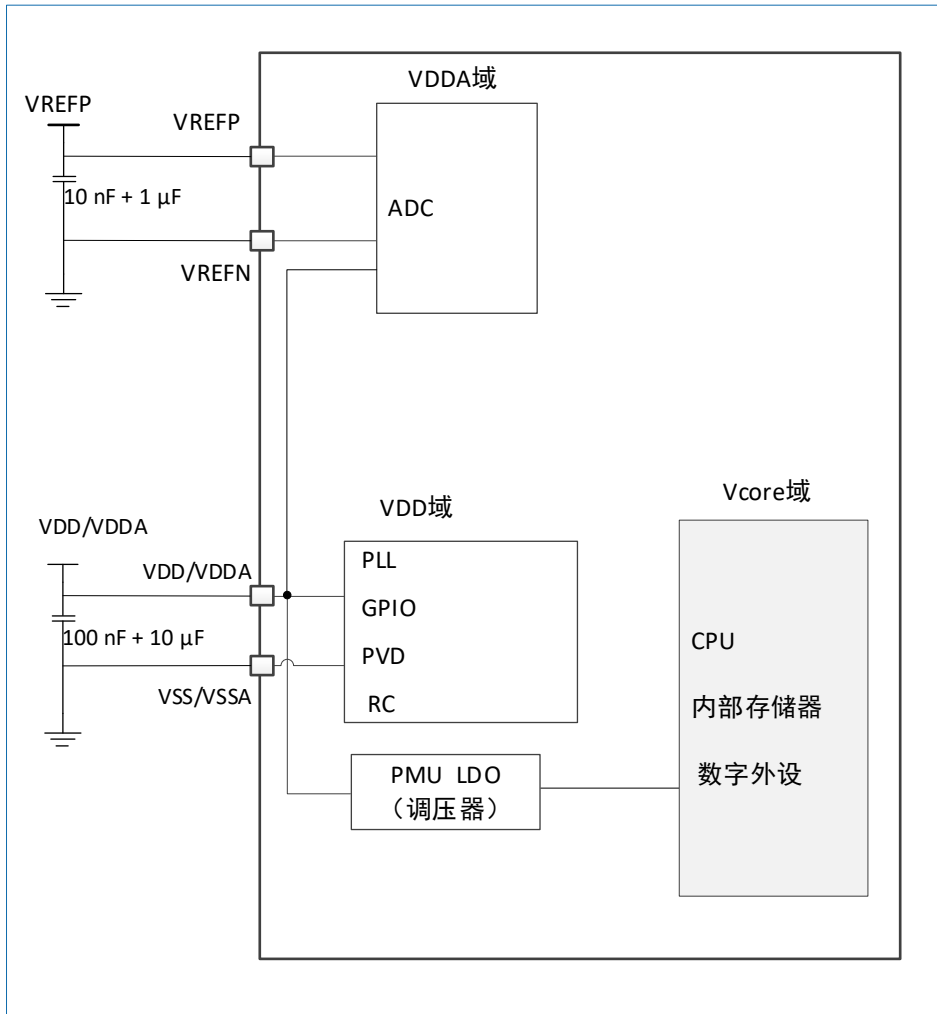 VDDA域
VREFP
VREFP
10 nF + 1 µF
ADC
VREFN
VDD域
Vcore域
VDD/VDDA
VDD/VDDA
PLL
GPIO
100 nF + 10 µF
PVD
CPU
VSS/VSSA
RC
内部存储器
数字外设
PMU LDO
（调压器）